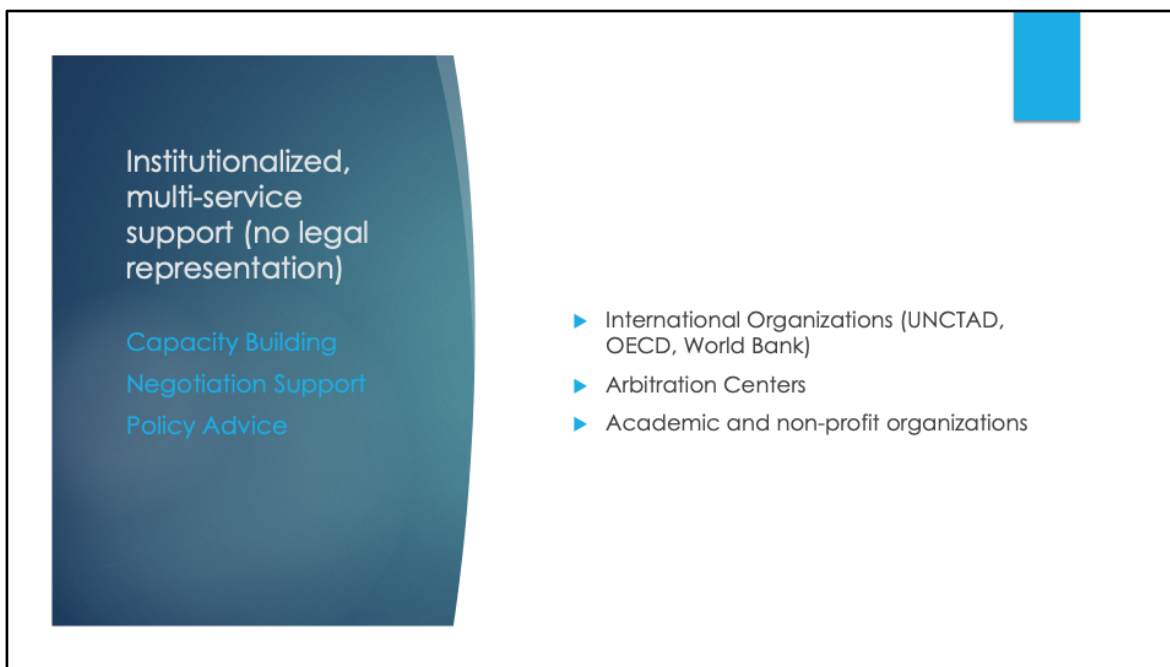 Institutionalized,
multi-service
support (no legal
representation)
Capacity Building
Negotiation Support
Policy Advice
International Organizations (UNCTAD,
OECD, World Bank)
Arbitration Centers
Academic and non-profit organizations